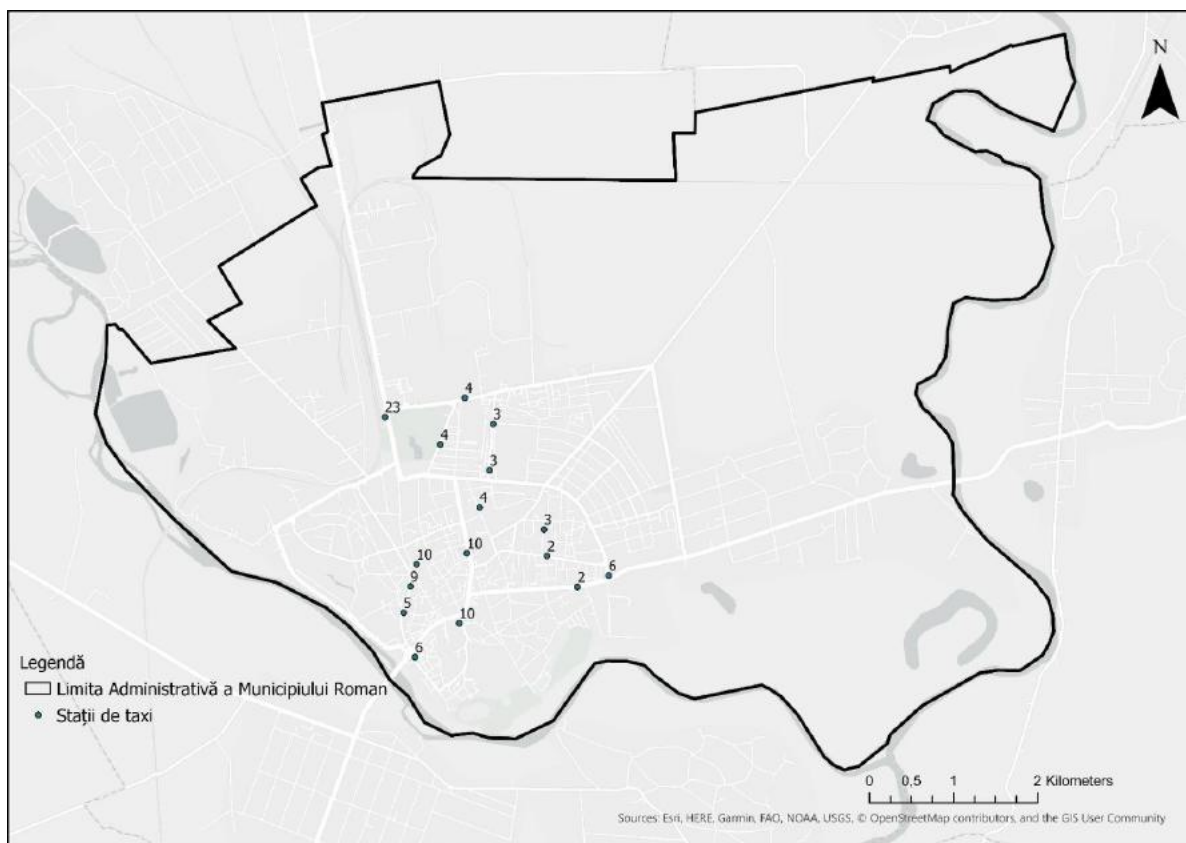 N
4
23
3
4
3
4
3
10
10
2
9
6
2
5
10
6
Legendă
Limita Administrativă a Municipiului Roman
Stații de taxi
0 0,5 1 2 Kilometers
Sources: Esri, HERE, Garmin, FAO, NOAA, USGS, © OpenStreetMap contributors, and the GIS User Community